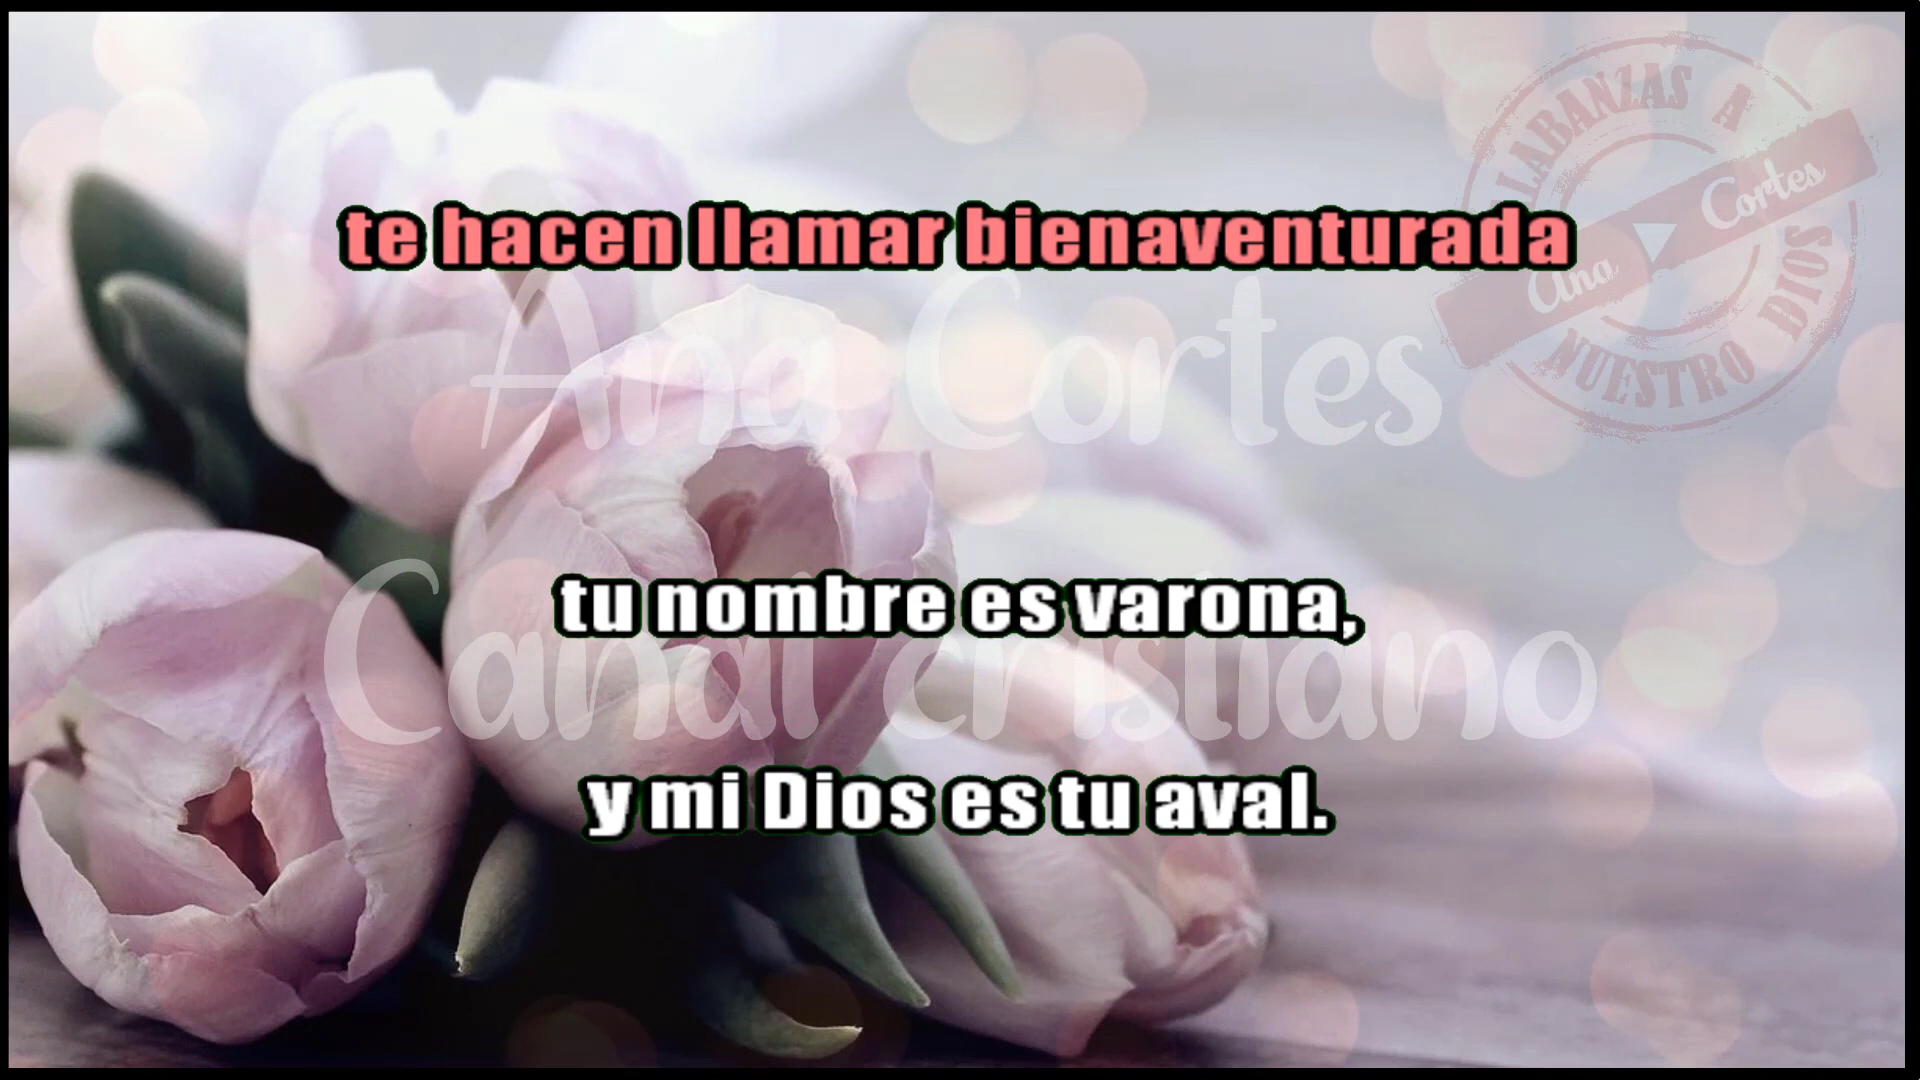 te hacen llamar bienaventurada
tu nombre es varona,
y mi Dios es tu aval.
Ana Cortes
Canal cristiano
ALABANZAS A
Ana Cortes
NUESTRO DIOS